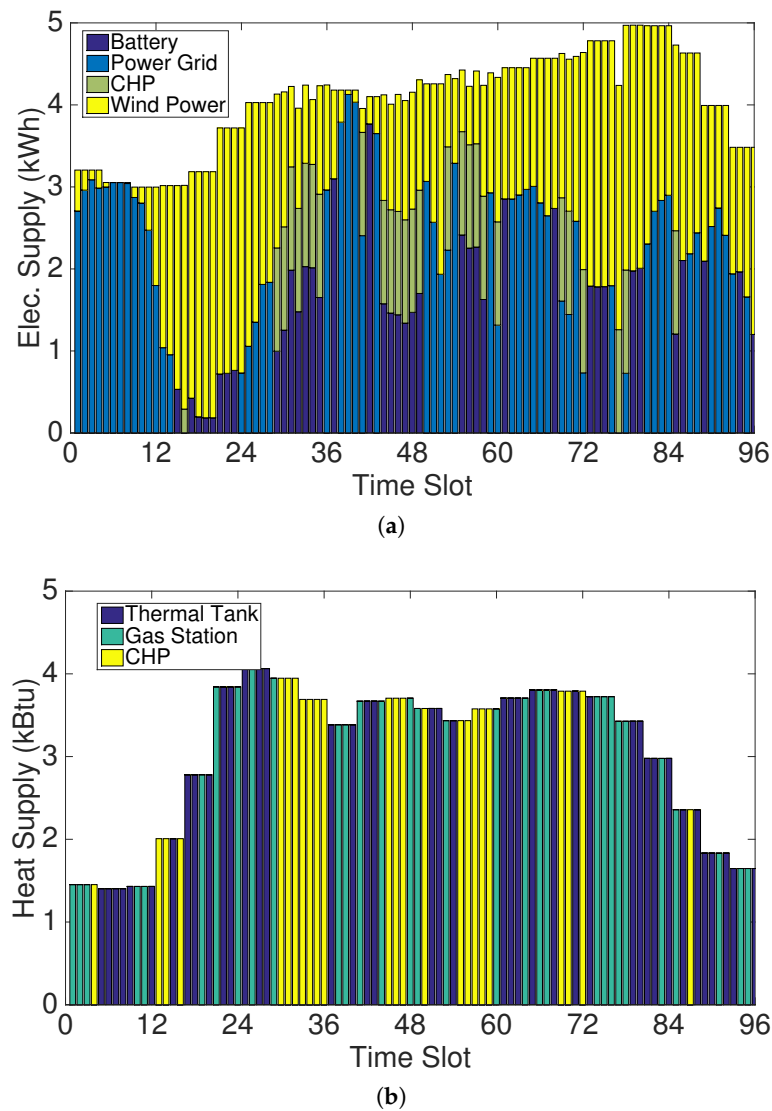 5
4
3
2
1
0
Elec. Supply (kWh)
Battery
Power Grid
CHP
Wind Power
0 12 24 36 48 60 72 84 96
Time Slot
(a)
5
4
3
2
1
0
Heat Supply (kBtu)
Thermal Tank
Gas Station
CHP
0 12 24 36 48 60 72 84 96
Time Slot
(b)